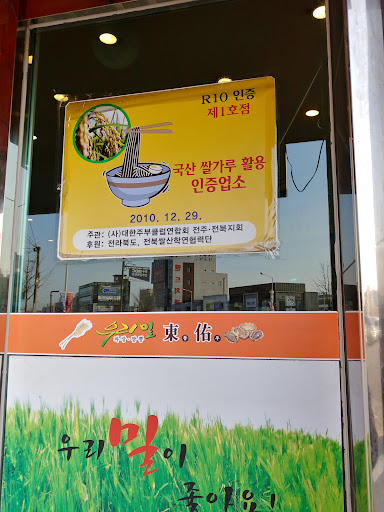 R10 인증
제1호점
국산 쌀가루 활용
인증업소
2010. 12. 29.
주관: (사)대한주부클럽연합회 전주·전북지회
후원: 전라북도, 전북쌀산학연협력단
우리밀 東동 佑우
우리밀이
좋아요!